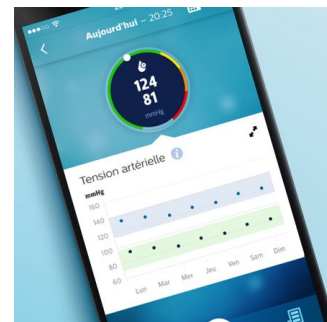 Aujourd'hui – 20:25
124
81
mmHg
Tension artérielle
mmHg
160
140
120
100
80
60
Lun Mar Mer Jeu Ven Sam Dim